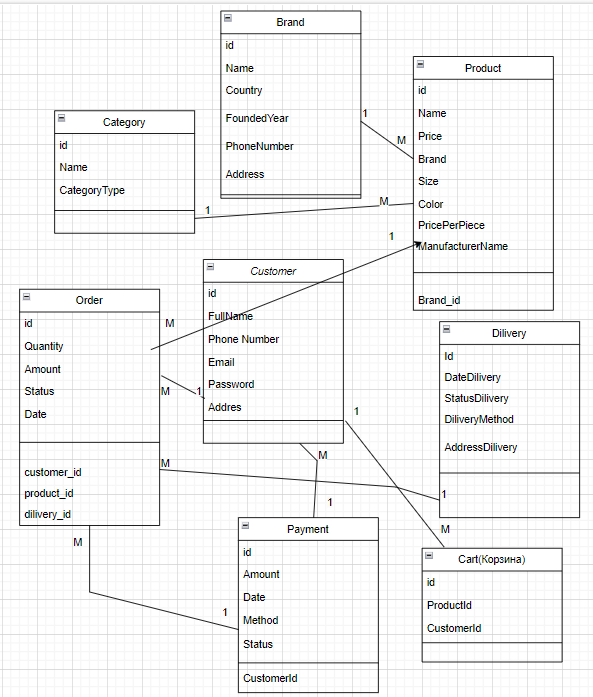 Brand
id
Name
Country
FoundedYear
PhoneNumber
Address
Product
id
Name
Price
Brand
Size
Color
PricePerPiece
ManufacturerName
Brand_id
Category
id
Name
CategoryType
1
M
1
M
1
M
Customer
id
FullName
Phone Number
Email
Password
Addres
Order
id
Quantity
Amount
Status
Date
customer_id
product_id
dilivery_id
M
1
Dilivery
Id
DateDilivery
StatusDilivery
DiliveryMethod
AddressDilivery
1
M
M
1
M
1
M
1
Payment
id
Amount
Date
Method
Status
CustomerId
M
Cart(Корзина)
id
ProductId
CustomerId